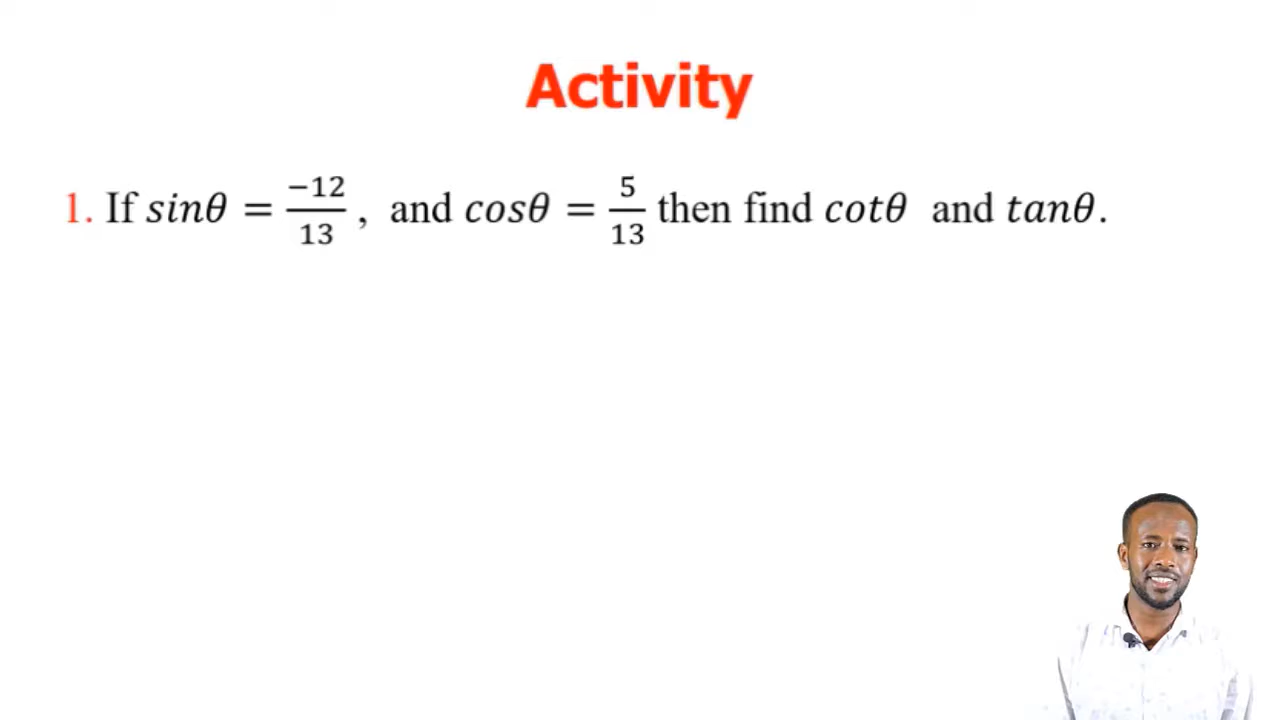 Activity
1. If sinθ = −12/13 , and cosθ = 5/13 then find cotθ and tanθ.